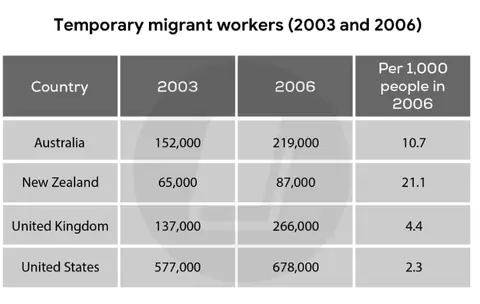 Temporary migrant workers (2003 and 2006)
Country 2003 2006 Per 1,000 people in 2006
Australia 152,000 219,000 10.7
New Zealand 65,000 87,000 21.1
United Kingdom 137,000 266,000 4.4
United States 577,000 678,000 2.3